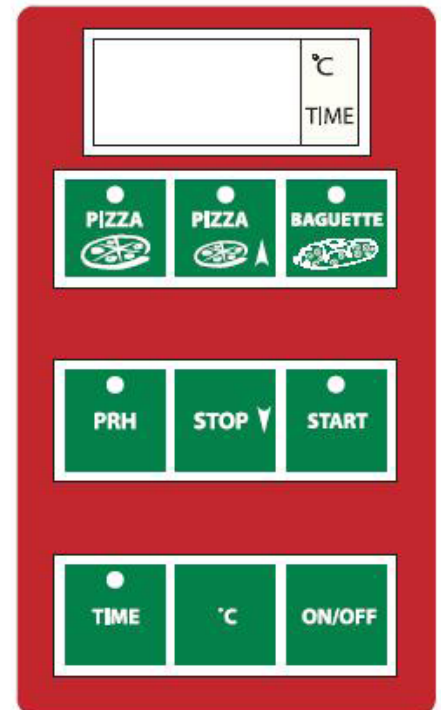 °C
TIME
PIZZA PIZZA BAGUETTE
PRH STOP START
TIME °C ON/OFF